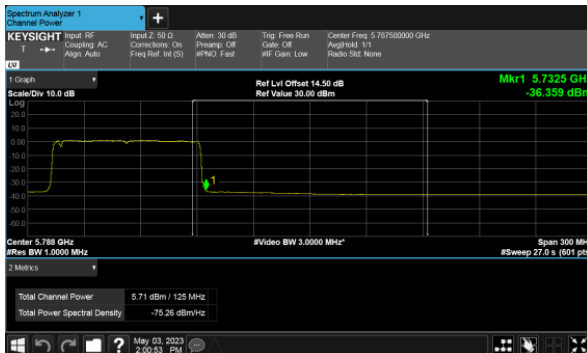 Spectrum Analyzer 1
Channel Power
+
KEYSIGHT
T
LXI
Input: RF
Coupling: AC
Align: Auto
Input Z: 50 Ω
Corrections: On
Freq Ref: Int (S)
Atten: 30 dB
Preamp: Off
#PNO: Fast
Trig: Free Run
Gate: Off
#IF Gain: Low
Center Freq: 5.787500000 GHz
Avg|Hold: 1/1
Radio Std: None
1 Graph
Scale/Div 10.0 dB
Ref Lvl Offset 14.50 dB
Ref Value 30.00 dBm
Mkr1 5.7325 GHz
-36.359 dBm
Log
20.0
10.0
0.00
-10.0
-20.0
-30.0
-40.0
-50.0
-60.0
1
Center 5.788 GHz
#Res BW 1.0000 MHz
#Video BW 3.0000 MHz*
Span 300 MH
#Sweep 27.0 s (601 pts
2 Metrics
Total Channel Power 5.71 dBm / 125 MHz
Total Power Spectral Density -75.26 dBm/Hz
?
May 03, 2023
2:00:53 PM